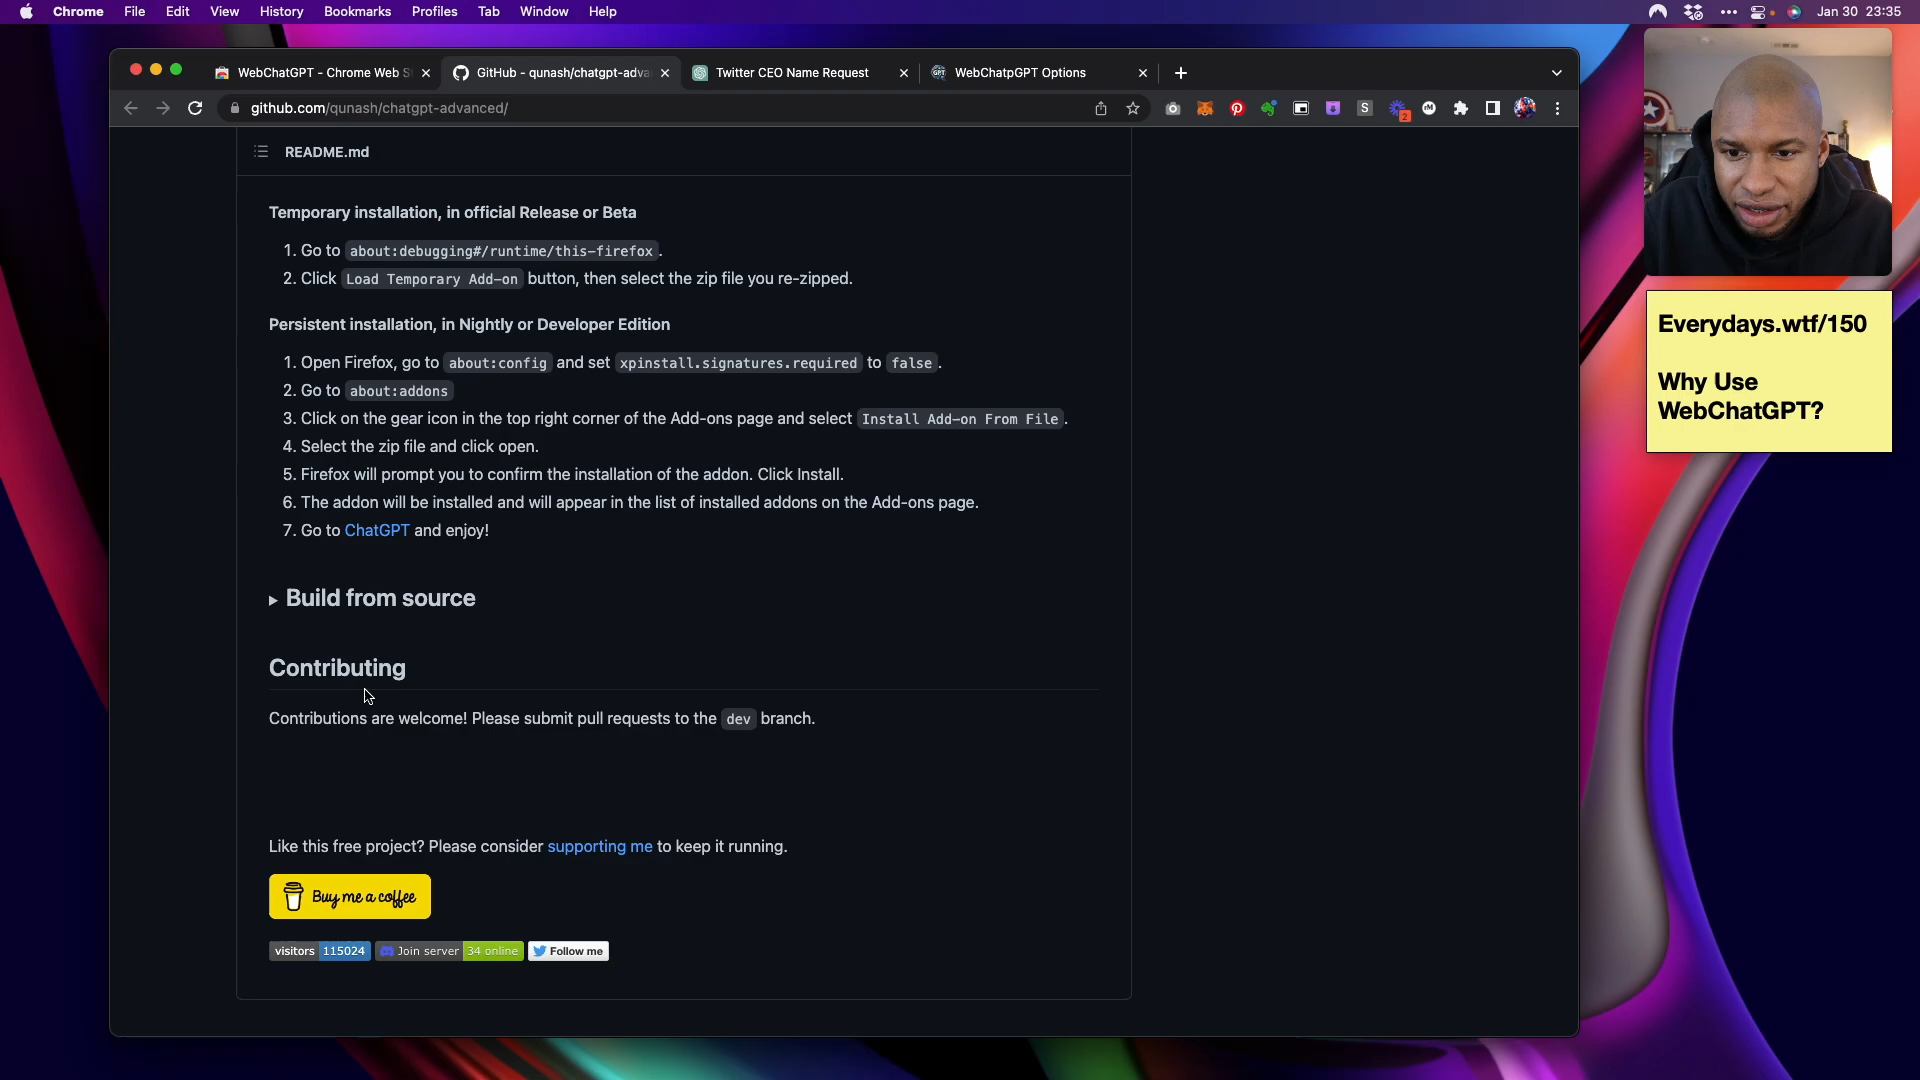 Chrome File Edit View History Bookmarks Profiles Tab Window Help
Jan 30 23:35
WebChatGPT - Chrome Web S
GitHub - qunash/chatgpt-adva
Twitter CEO Name Request
WebChatpGPT Options
github.com/qunash/chatgpt-advanced/
README.md
Temporary installation, in official Release or Beta
1. Go to about:debugging#/runtime/this-firefox.
2. Click Load Temporary Add-on button, then select the zip file you re-zipped.
Persistent installation, in Nightly or Developer Edition
1. Open Firefox, go to about:config and set xpinstall.signatures.required to false.
2. Go to about:addons
3. Click on the gear icon in the top right corner of the Add-ons page and select Install Add-on From File.
4. Select the zip file and click open.
5. Firefox will prompt you to confirm the installation of the addon. Click Install.
6. The addon will be installed and will appear in the list of installed addons on the Add-ons page.
7. Go to ChatGPT and enjoy!
Build from source
Contributing
Contributions are welcome! Please submit pull requests to the dev branch.
Like this free project? Please consider supporting me to keep it running.
Buy me a coffee
visitors 115024 Join server 34 online Follow me
Everydays.wtf/150
Why Use
WebChatGPT?